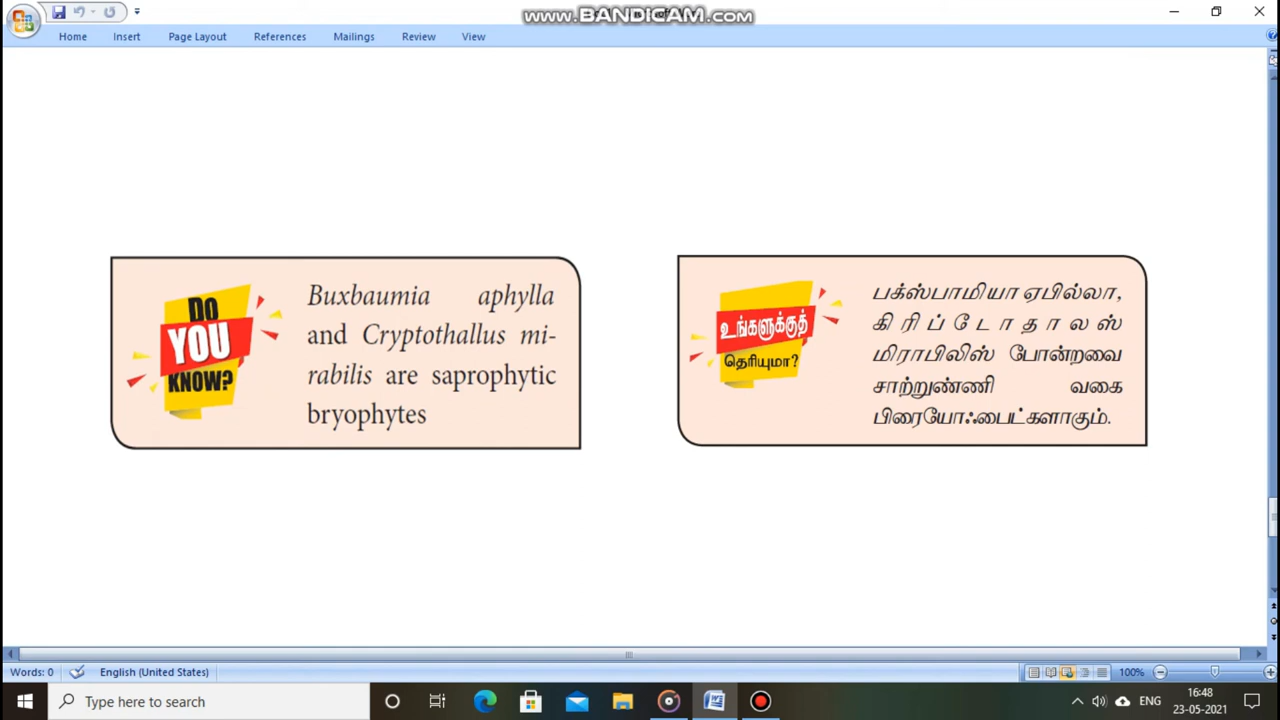 www.BANDICAM.com
Home Insert Page Layout References Mailings Review View
DO
YOU
KNOW?
Buxbaumia aphylla
and Cryptothallus mi-
rabilis are saprophytic
bryophytes
உங்களுக்குத்
தெரியுமா?
பக்ஸ்பாமியா ஏபில்லா,
கிரிப்டோதாலஸ்
மிராபிலிஸ் போன்றவை
சாற்றுண்ணி வகை
பிரையோஃபைட்களாகும்.
Words: 0 English (United States) 100%
Type here to search
ENG
16:48
23-05-2021